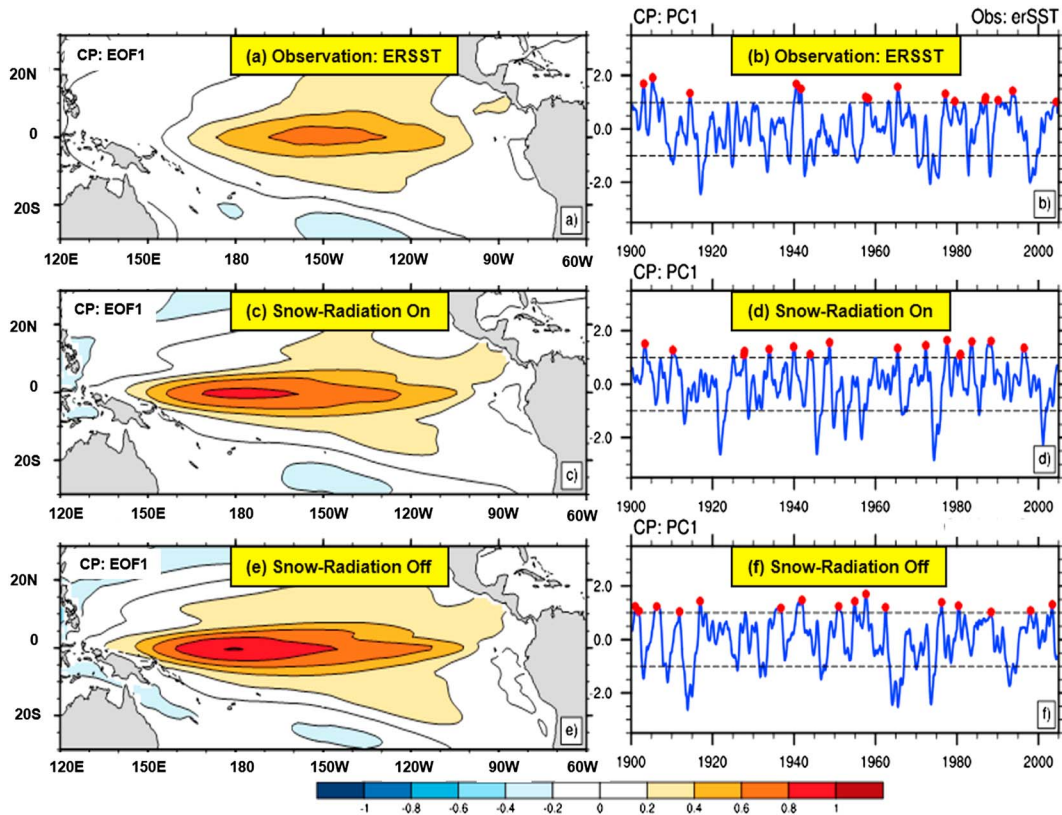 CP: PC1 Obs: erSST
CP: EOF1
(a) Observation: ERSST
(b) Observation: ERSST
20N
0
20S
2.0
0.0
-2.0
a)
b)
120E 150E 180 150W 120W 90W 60W
1900 1920 1940 1960 1980 2000
CP: PC1
CP: EOF1
(c) Snow-Radiation On
(d) Snow-Radiation On
20N
0
20S
2.0
0.0
-2.0
c)
d)
120E 150E 180 150W 120W 90W 60W
1900 1920 1940 1960 1980 2000
CP: PC1
CP: EOF1
(e) Snow-Radiation Off
(f) Snow-Radiation Off
20N
0
20S
2.0
0.0
-2.0
e)
f)
120E 150E 180 150W 120W 90W 60W
1900 1920 1940 1960 1980 2000
-1 -0.8 -0.6 -0.4 -0.2 0 0.2 0.4 0.6 0.8 1